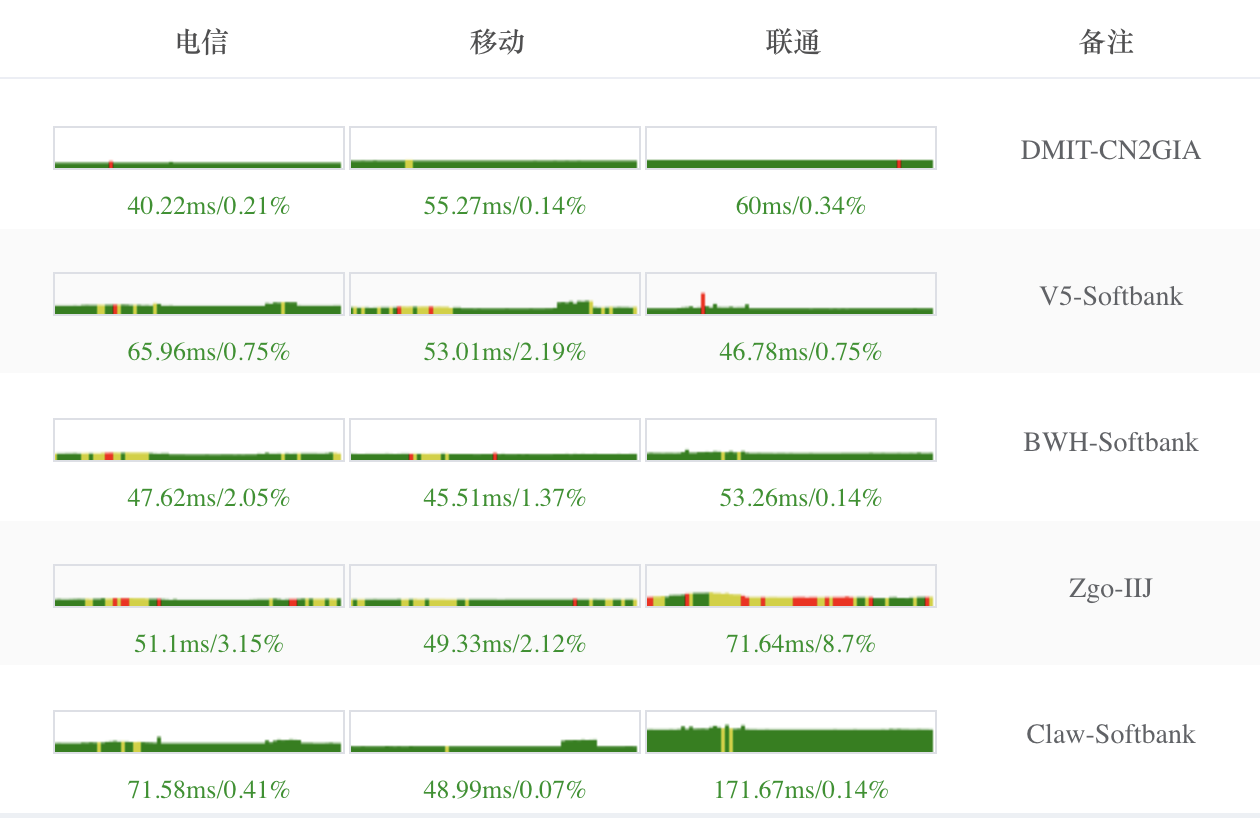 电信 移动 联通 备注
DMIT-CN2GIA
40.22ms/0.21% 55.27ms/0.14% 60ms/0.34%
V5-Softbank
65.96ms/0.75% 53.01ms/2.19% 46.78ms/0.75%
BWH-Softbank
47.62ms/2.05% 45.51ms/1.37% 53.26ms/0.14%
Zgo-IIJ
51.1ms/3.15% 49.33ms/2.12% 71.64ms/8.7%
Claw-Softbank
71.58ms/0.41% 48.99ms/0.07% 171.67ms/0.14%